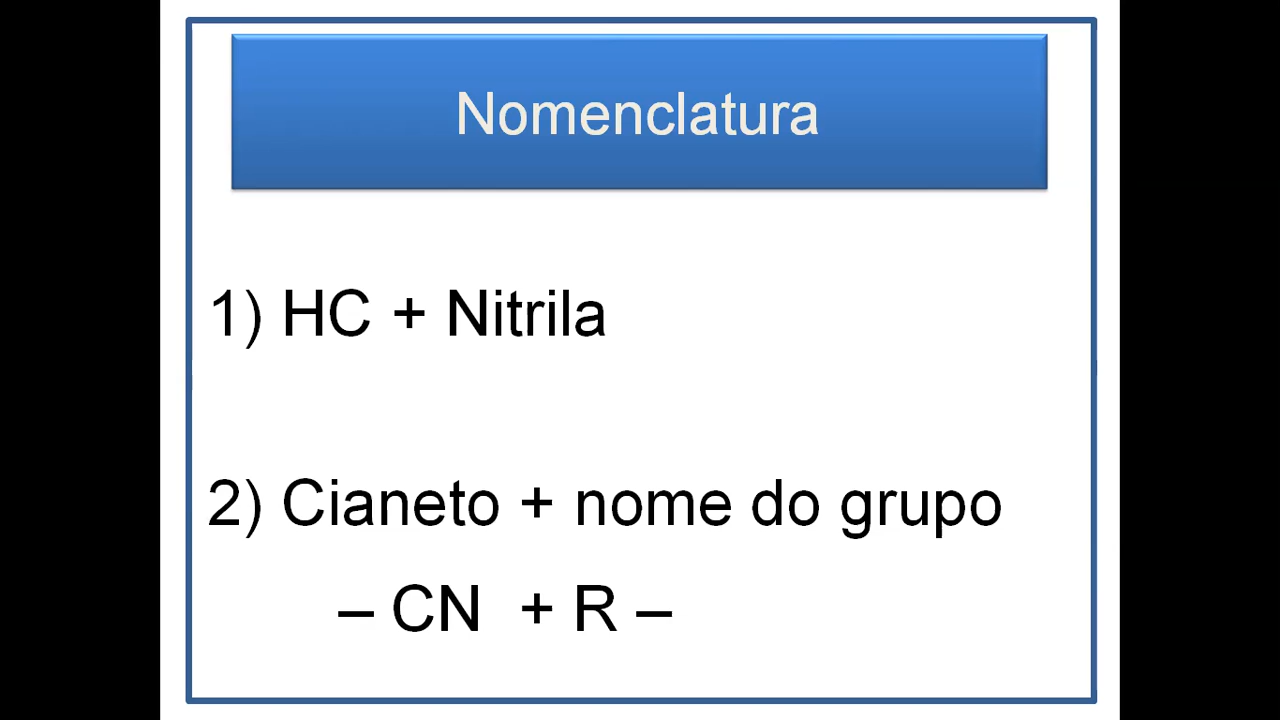 Nomenclatura
1) HC + Nitrila
2) Cianeto + nome do grupo
– CN + R –